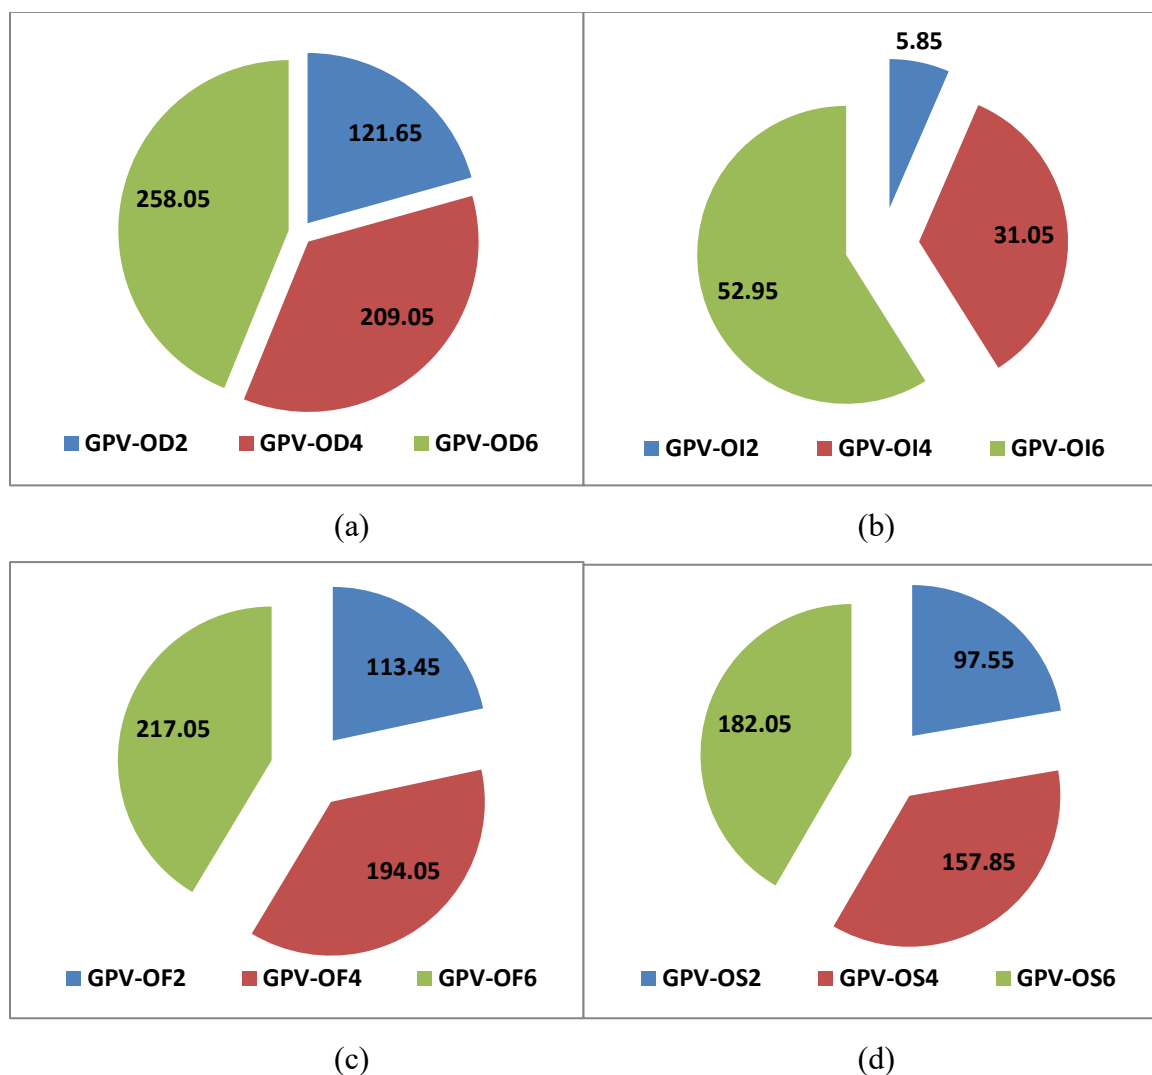 121.65
258.05
209.05
GPV-OD2 GPV-OD4 GPV-OD6
(a)
5.85
31.05
52.95
GPV-OI2 GPV-OI4 GPV-OI6
(b)
113.45
217.05
194.05
GPV-OF2 GPV-OF4 GPV-OF6
(c)
97.55
182.05
157.85
GPV-OS2 GPV-OS4 GPV-OS6
(d)